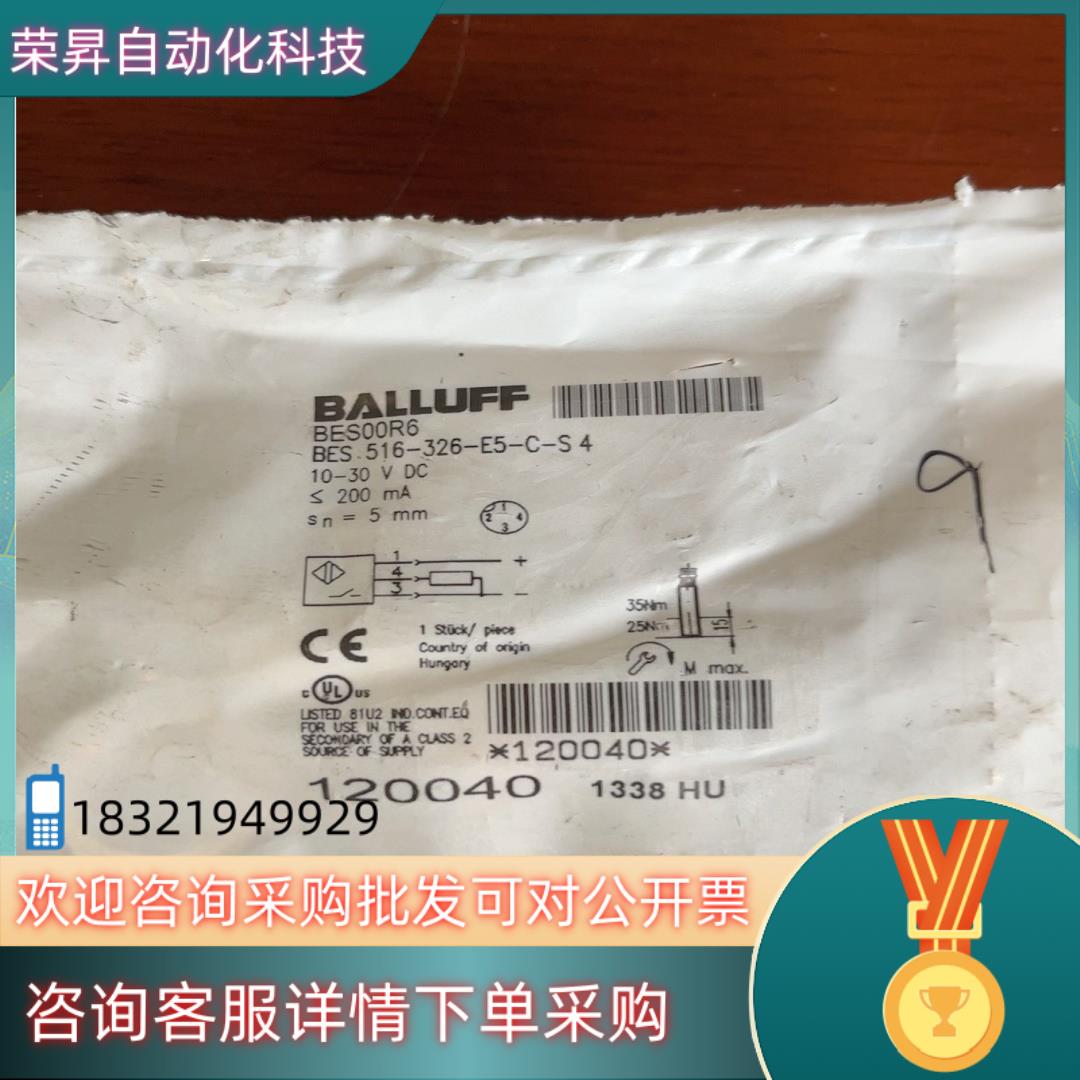 荣昇自动化科技
BALLUFF
BES00R6
BES 516-326-E5-C-S 4
10-30 V DC
≤ 200 mA
sn = 5 mm
1
2 4
3
1 +
4
3 -
35Nm
25Nm
15
M max.
CE
1 Stück/ piece
Country of origin
Hungary
c UL us
LISTED 81U2 IND.CONT.EQ
FOR USE IN THE
SECONDARY OF A CLASS 2
SOURCE OF SUPPLY
*120040*
120040 1338 HU
9
18321949929
欢迎咨询采购批发可对公开票
咨询客服详情下单采购